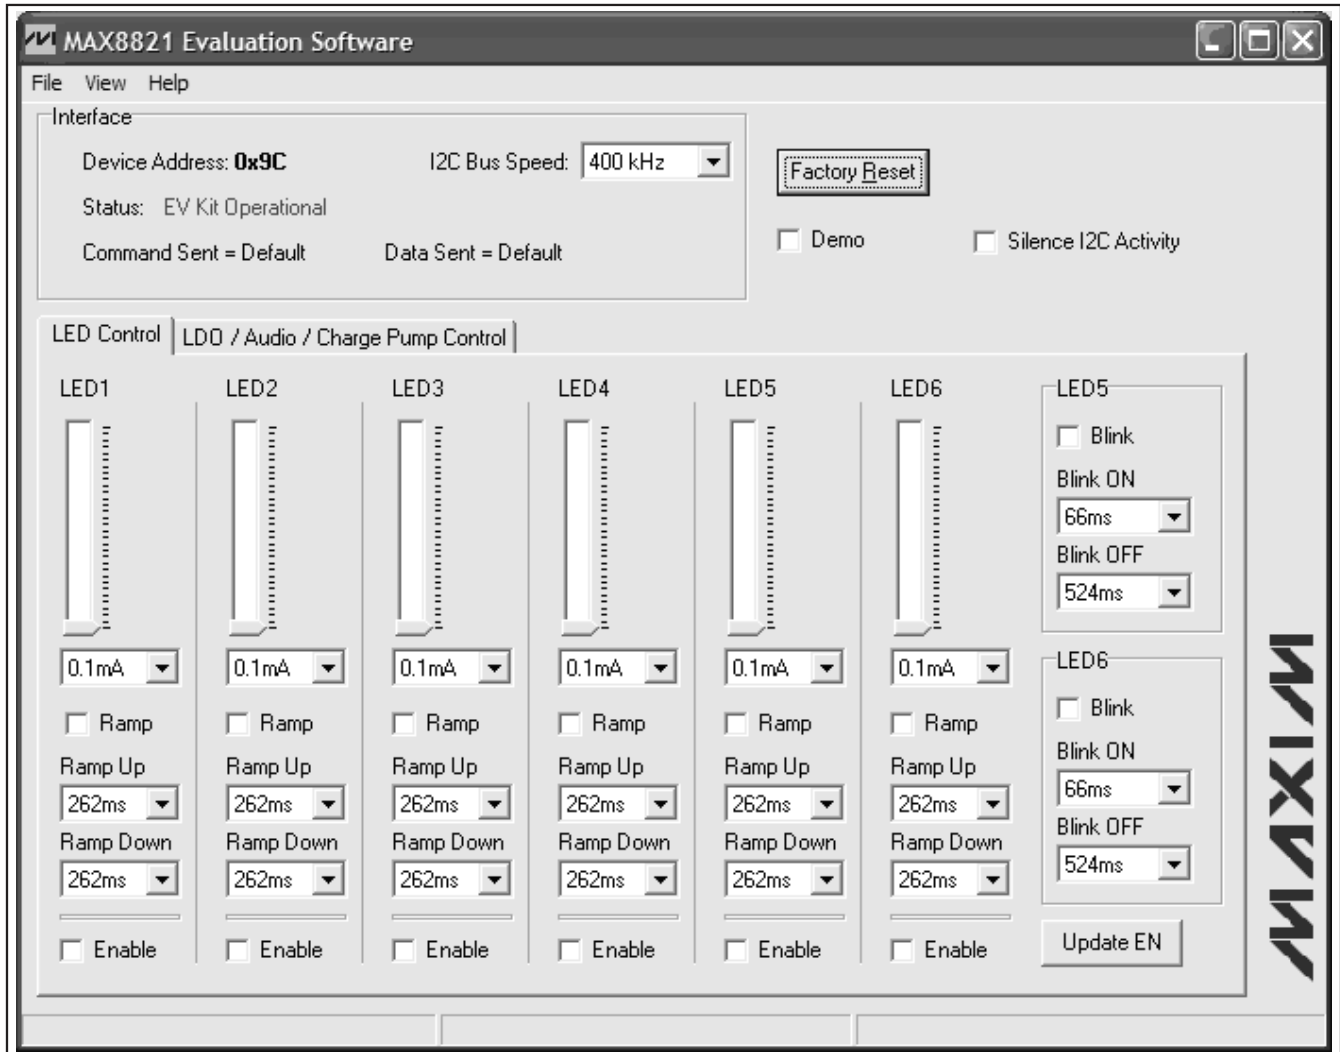 MAX8821 Evaluation Software
File View Help
Interface
Device Address: 0x9C I2C Bus Speed: 400 kHz
Status: EV Kit Operational
Command Sent = Default Data Sent = Default
Factory Reset
Demo Silence I2C Activity
LED Control LDO / Audio / Charge Pump Control
LED1 LED2 LED3 LED4 LED5 LED6
0.1mA 0.1mA 0.1mA 0.1mA 0.1mA 0.1mA
Ramp Ramp Ramp Ramp Ramp Ramp
Ramp Up Ramp Up Ramp Up Ramp Up Ramp Up Ramp Up
262ms 262ms 262ms 262ms 262ms 262ms
Ramp Down Ramp Down Ramp Down Ramp Down Ramp Down Ramp Down
262ms 262ms 262ms 262ms 262ms 262ms
Enable Enable Enable Enable Enable Enable
LED5
Blink
Blink ON
66ms
Blink OFF
524ms
LED6
Blink
Blink ON
66ms
Blink OFF
524ms
Update EN
MAXIM